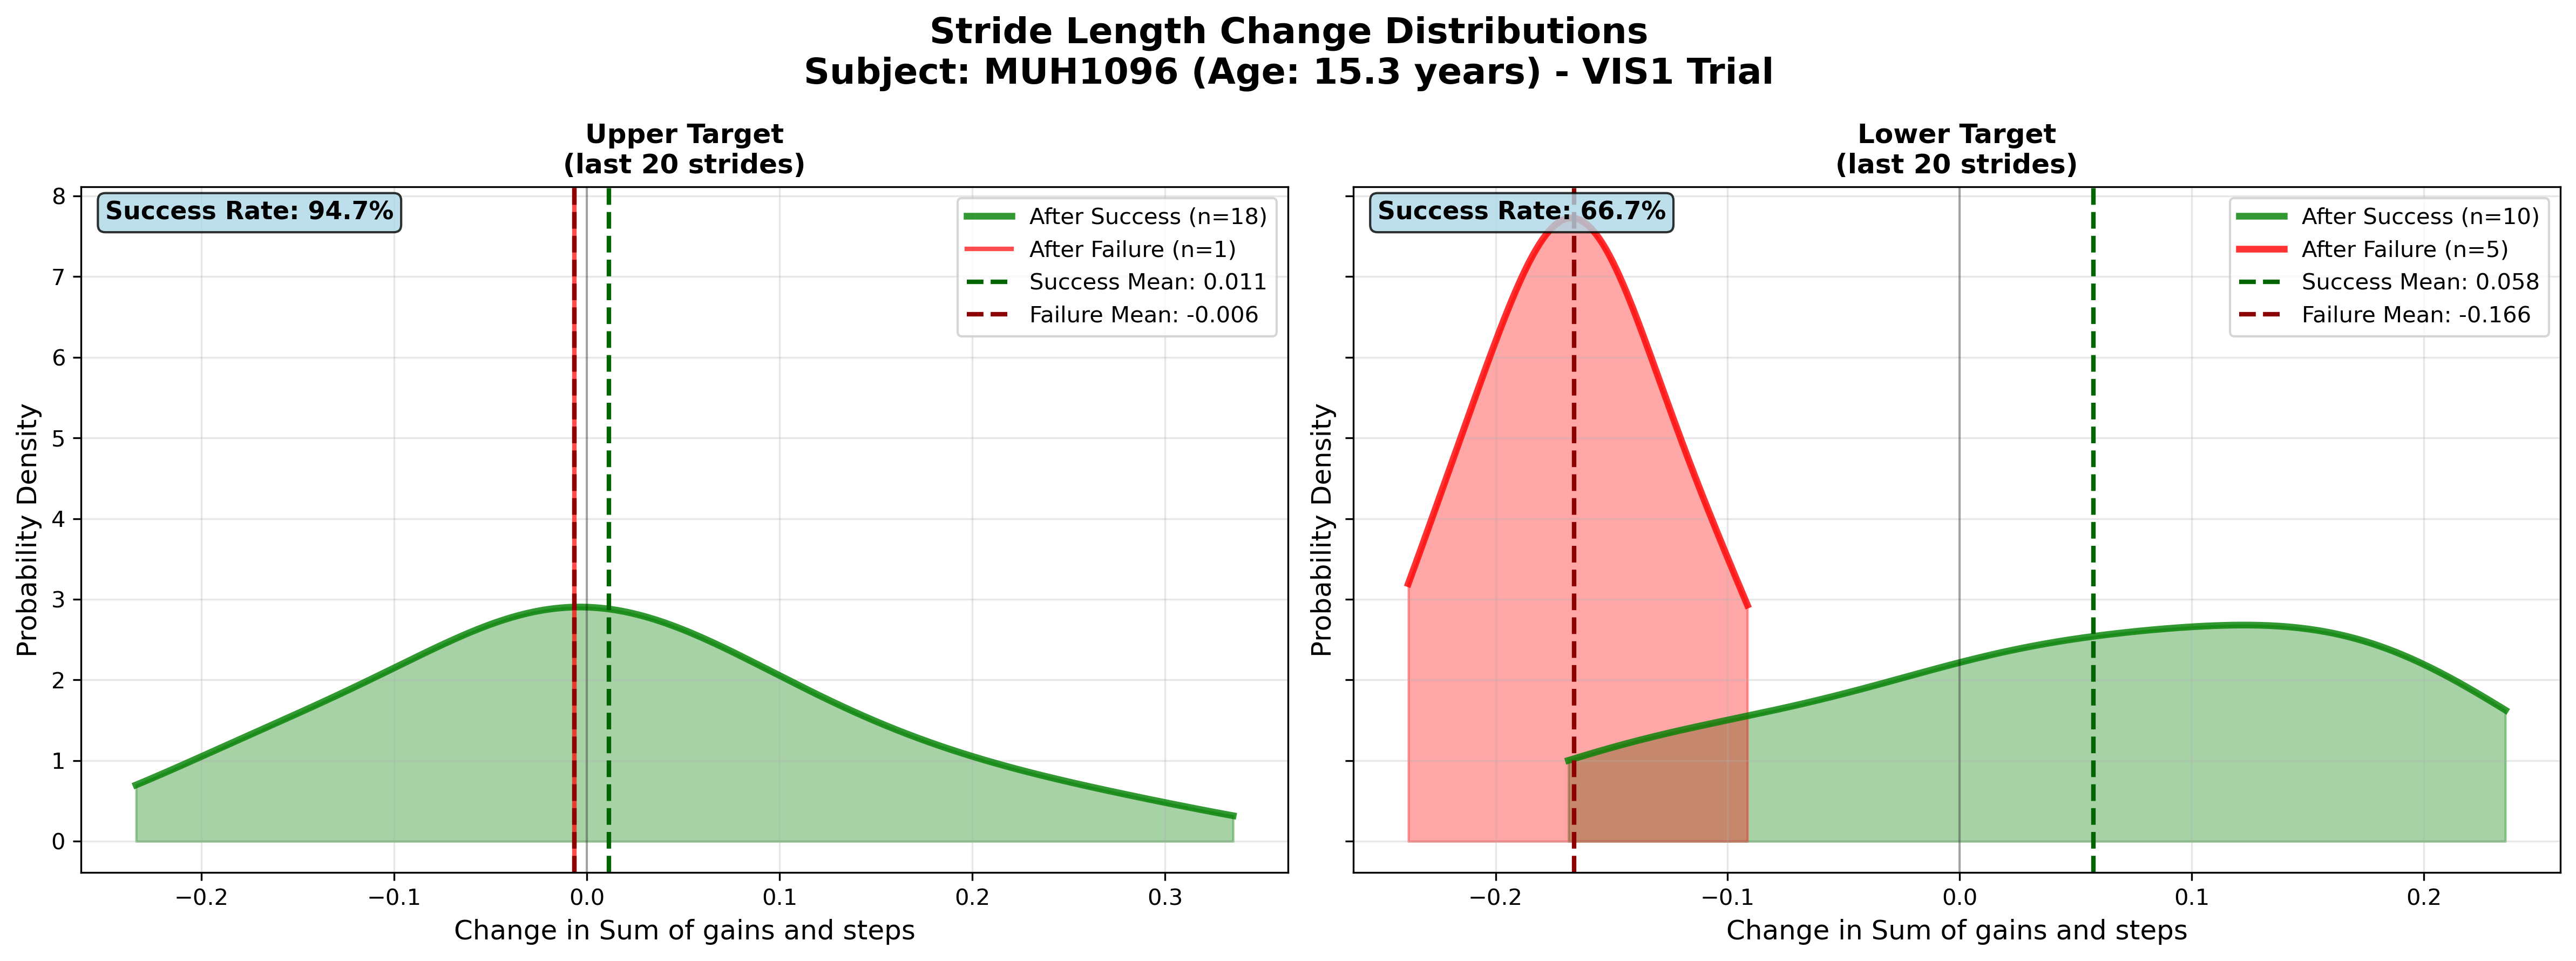 Stride Length Change Distributions
Subject: MUH1096 (Age: 15.3 years) - VIS1 Trial
Upper Target
(last 20 strides)
Success Rate: 94.7%
After Success (n=18)
After Failure (n=1)
Success Mean: 0.011
Failure Mean: -0.006
Probability Density
8
7
6
5
4
3
2
1
0
−0.2
−0.1
0.0
0.1
0.2
0.3
Change in Sum of gains and steps
Lower Target
(last 20 strides)
Success Rate: 66.7%
After Success (n=10)
After Failure (n=5)
Success Mean: 0.058
Failure Mean: -0.166
Probability Density
−0.2
−0.1
0.0
0.1
0.2
Change in Sum of gains and steps